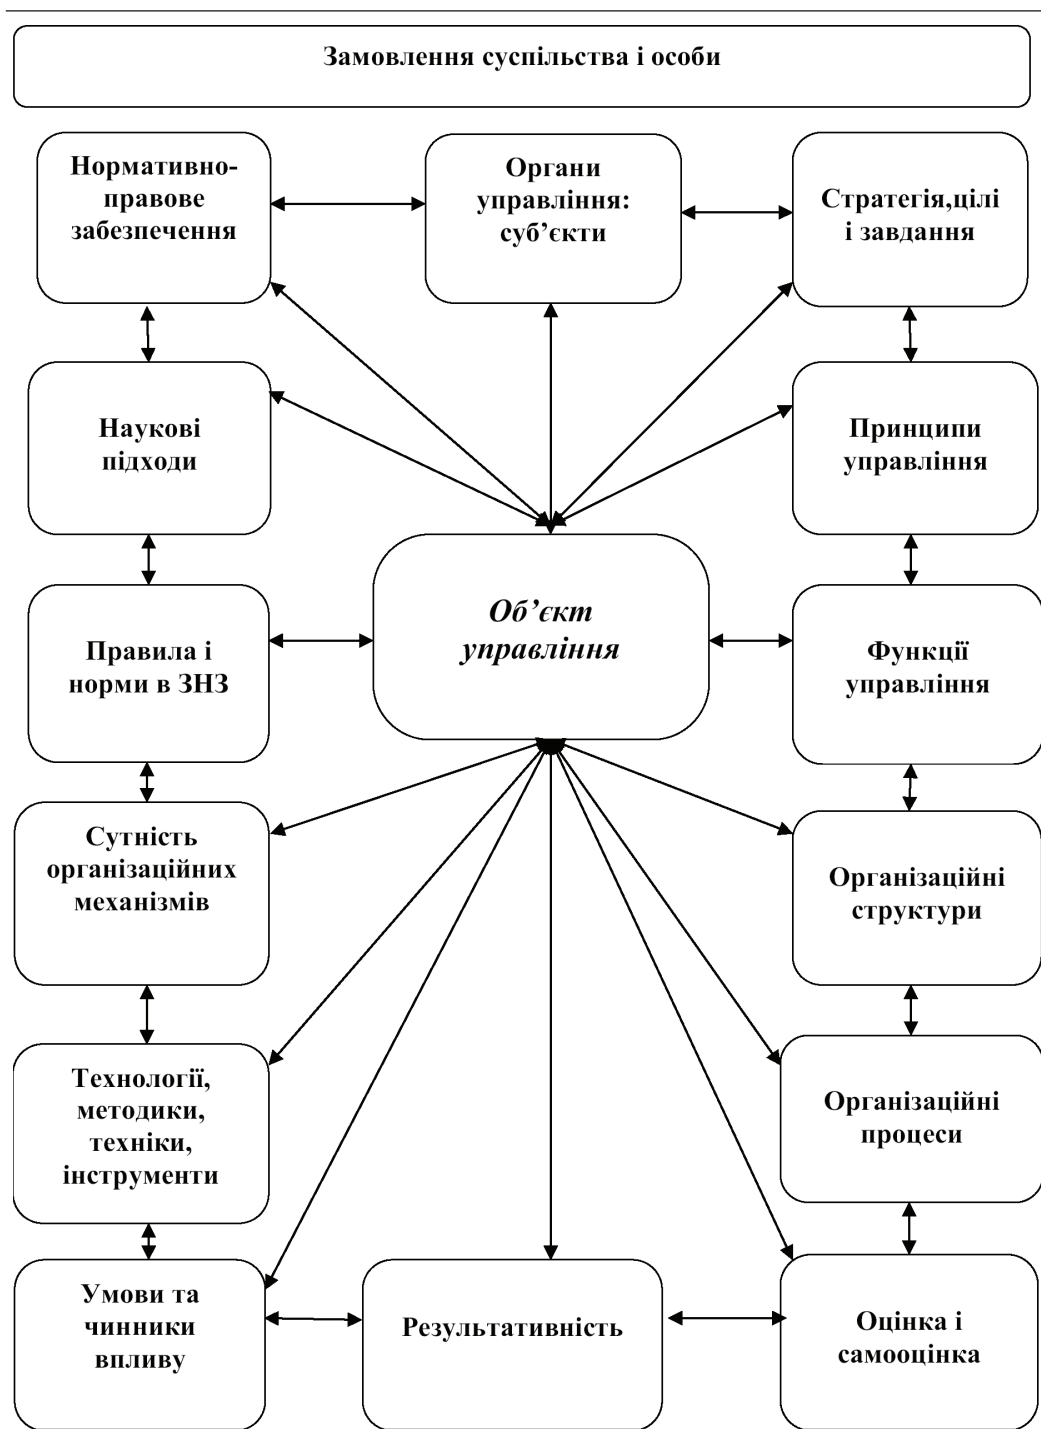 Замовлення суспільства і особи
Нормативно-
правове
забезпечення
Органи
управління:
суб’єкти
Стратегія,цілі
і завдання
Наукові
підходи
Принципи
управління
Об’єкт
управління
Правила і
норми в ЗНЗ
Функції
управління
Сутність
організаційних
механізмів
Організаційні
структури
Технології,
методики,
техніки,
інструменти
Організаційні
процеси
Умови та
чинники
впливу
Результативність
Оцінка і
самооцінка